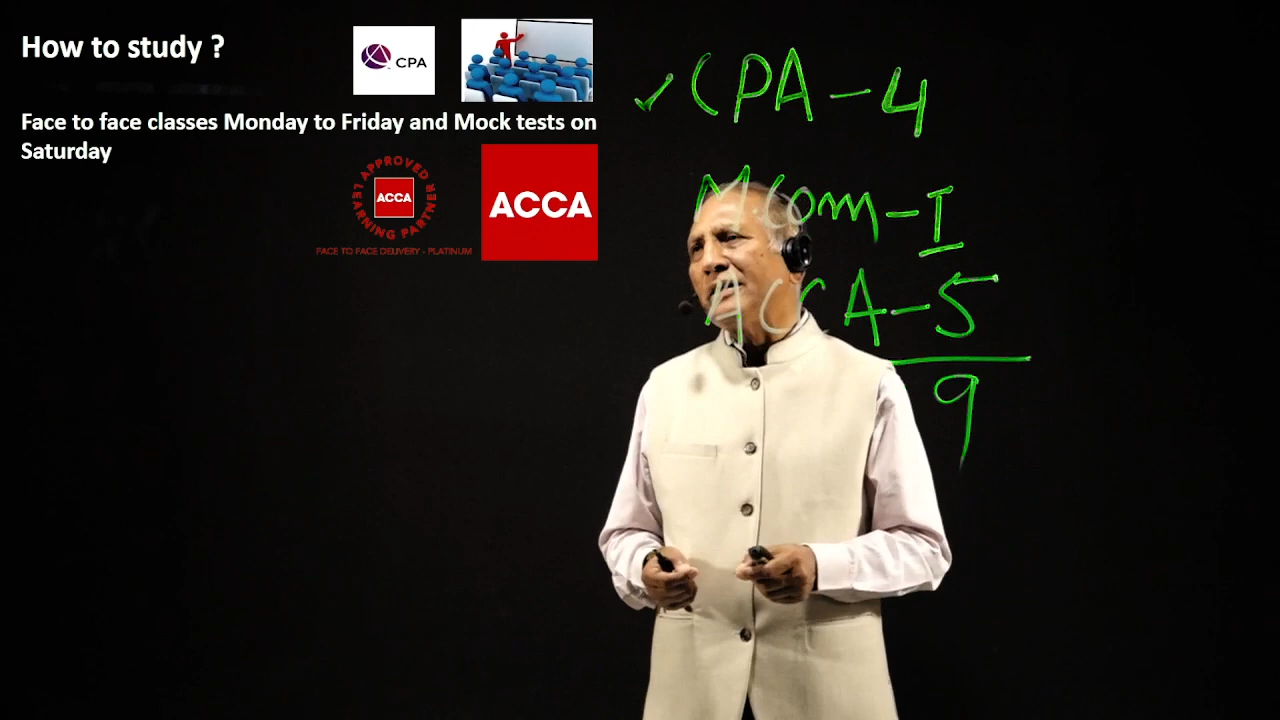 How to study ?
CPA
Face to face classes Monday to Friday and Mock tests on
Saturday
APPROVED
ACCA
LEARNING PARTNER
FACE TO FACE DELIVERY - PLATINUM
ACCA
✓ CPA - 4
MCom - I
ACCA - 5
9